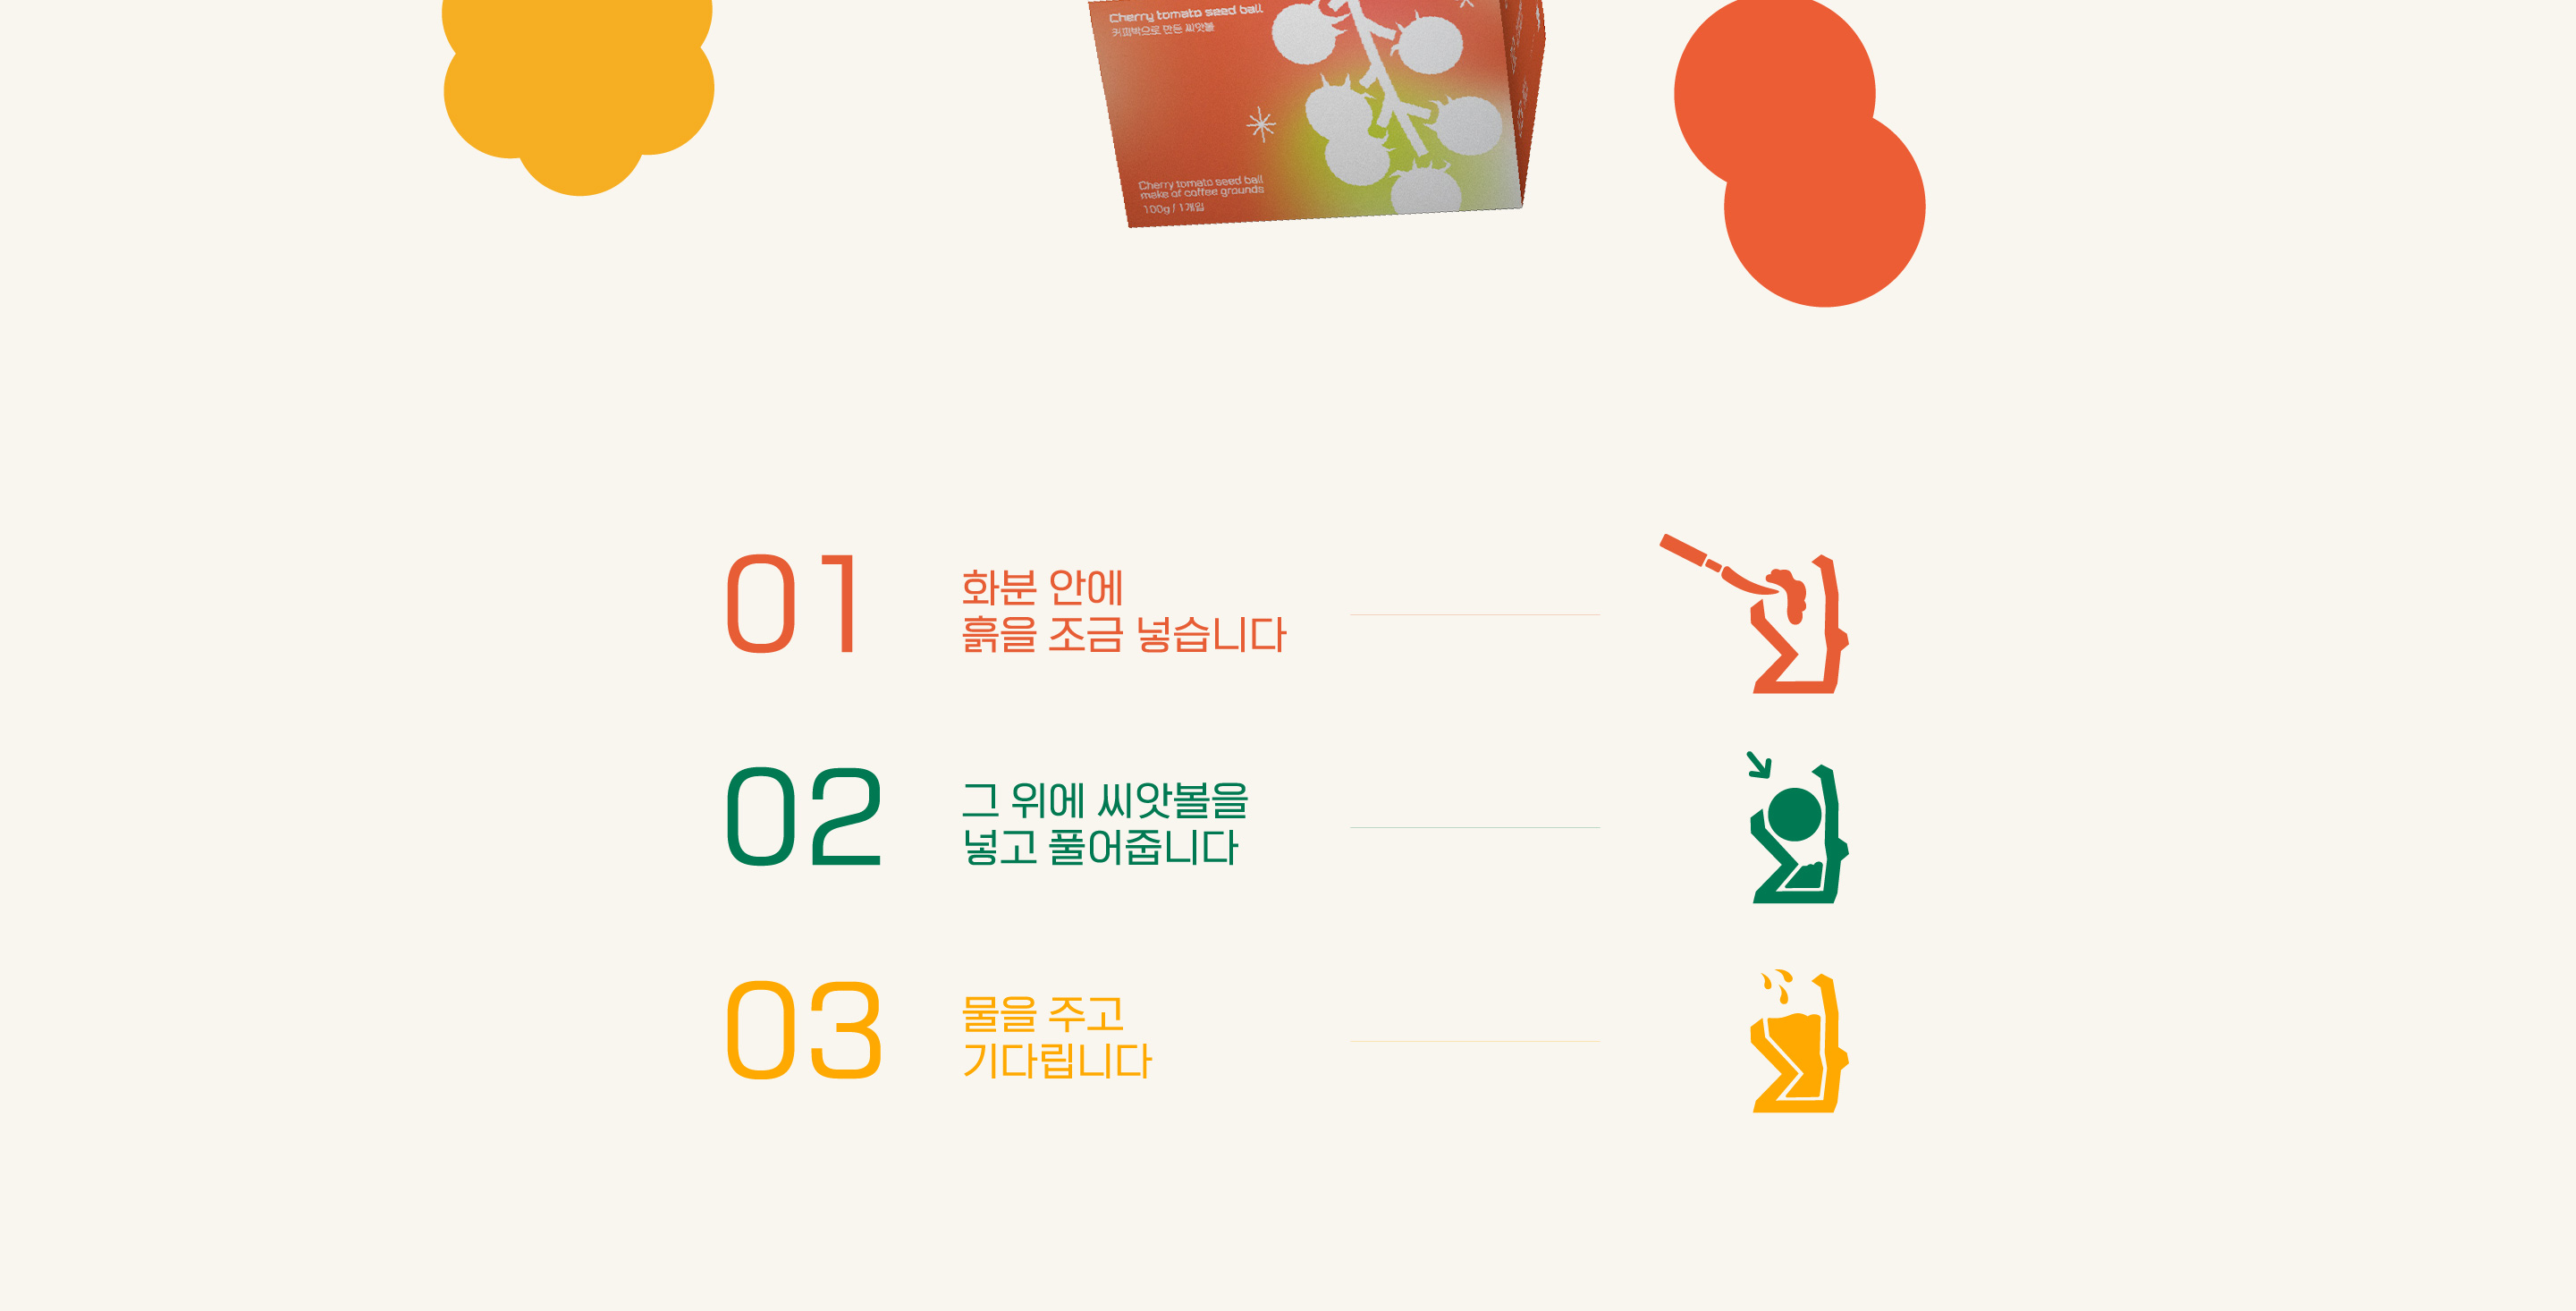 Cherry tomato seed ball
커피박으로 만든 씨앗볼
Cherry tomato seed ball
make of coffee grounds
100g / 1개입
01
화분 안에
흙을 조금 넣습니다
02
그 위에 씨앗볼을
넣고 풀어줍니다
03
물을 주고
기다립니다